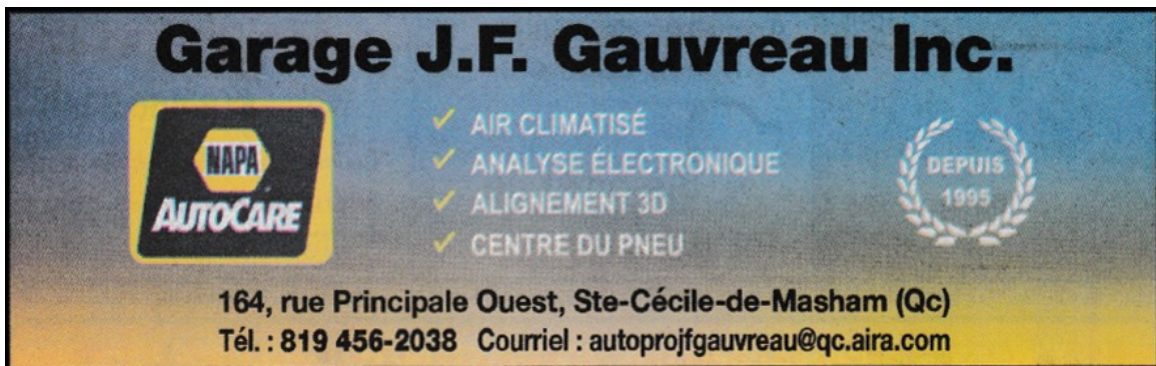 Garage J.F. Gauvreau Inc.
NAPA
AUTOCARE
✓ AIR CLIMATISÉ
✓ ANALYSE ÉLECTRONIQUE
✓ ALIGNEMENT 3D
✓ CENTRE DU PNEU
DEPUIS
1995
164, rue Principale Ouest, Ste-Cécile-de-Masham (Qc)
Tél. : 819 456-2038 Courriel : autoprojfgauvreau@qc.aira.com